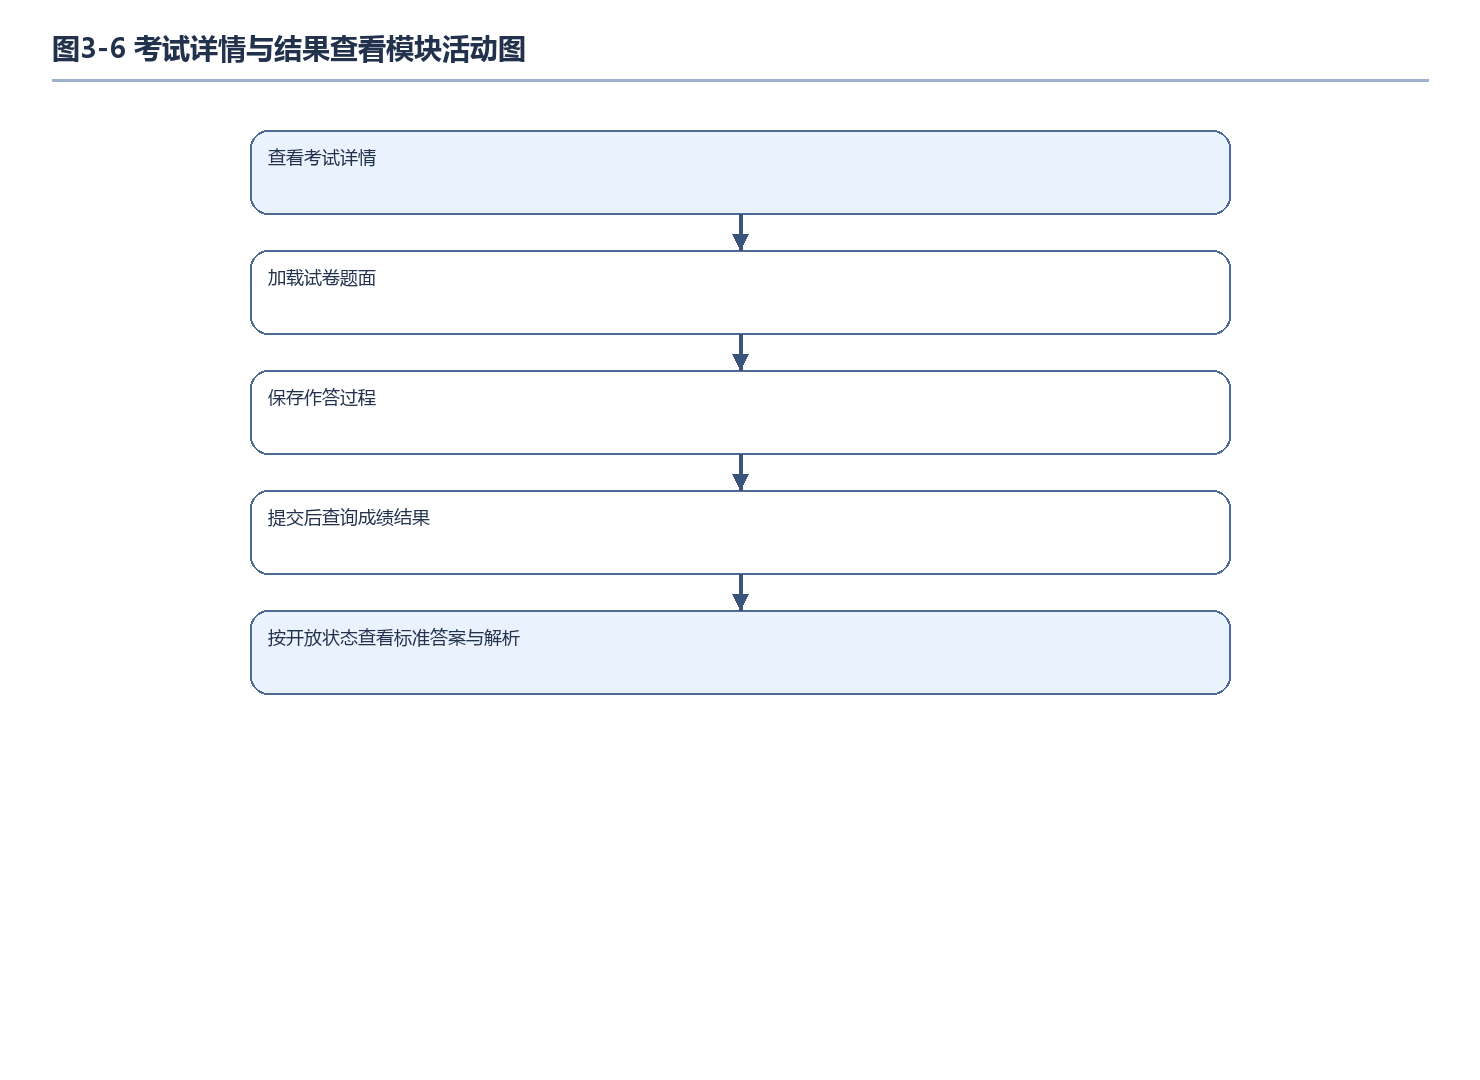 图3-6 考试详情与结果查看模块活动图
查看考试详情
加载试卷题面
保存作答过程
提交后查询成绩结果
按开放状态查看标准答案与解析